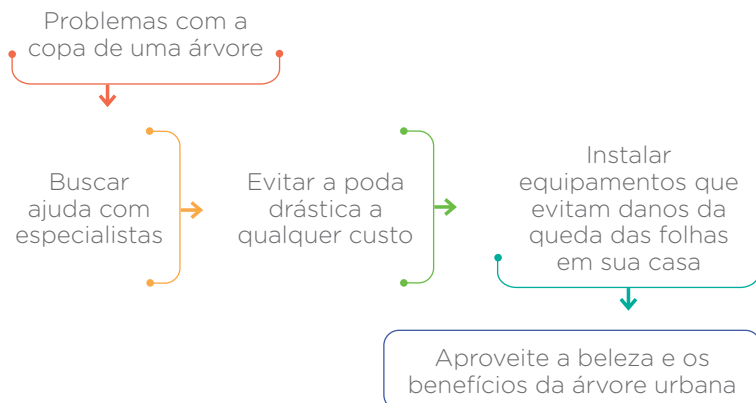 Problemas com a
copa de uma árvore
Buscar
ajuda com
especialistas
Evitar a poda
drástica a
qualquer custo
Instalar
equipamentos que
evitam danos da
queda das folhas
em sua casa
Aproveite a beleza e os
benefícios da árvore urbana